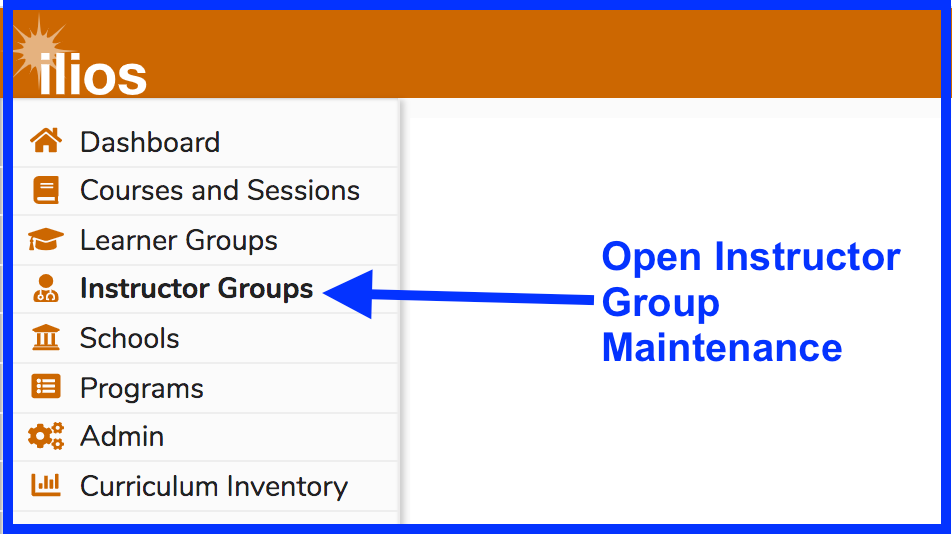 ilios
Dashboard
Courses and Sessions
Learner Groups
Instructor Groups
Schools
Programs
Admin
Curriculum Inventory
Open Instructor
Group
Maintenance